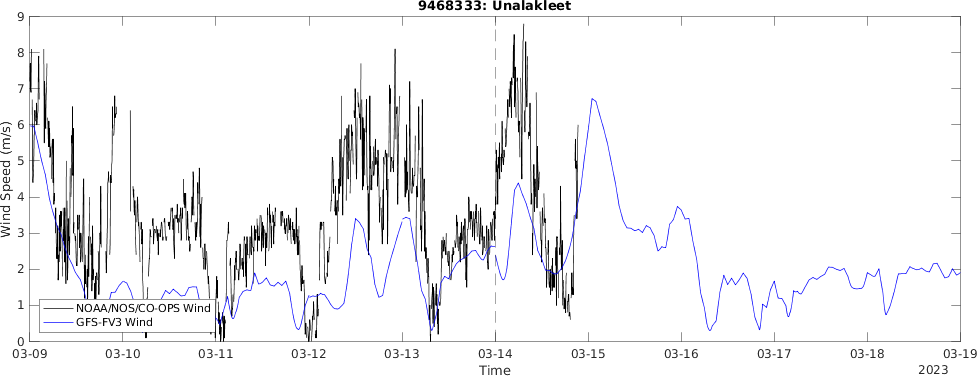 9468333: Unalakleet
9
8
7
6
5
4
3
2
1
0
Wind Speed (m/s)
NOAA/NOS/CO-OPS Wind
GFS-FV3 Wind
03-09 03-10 03-11 03-12 03-13 03-14 03-15 03-16 03-17 03-18 03-19
Time
2023